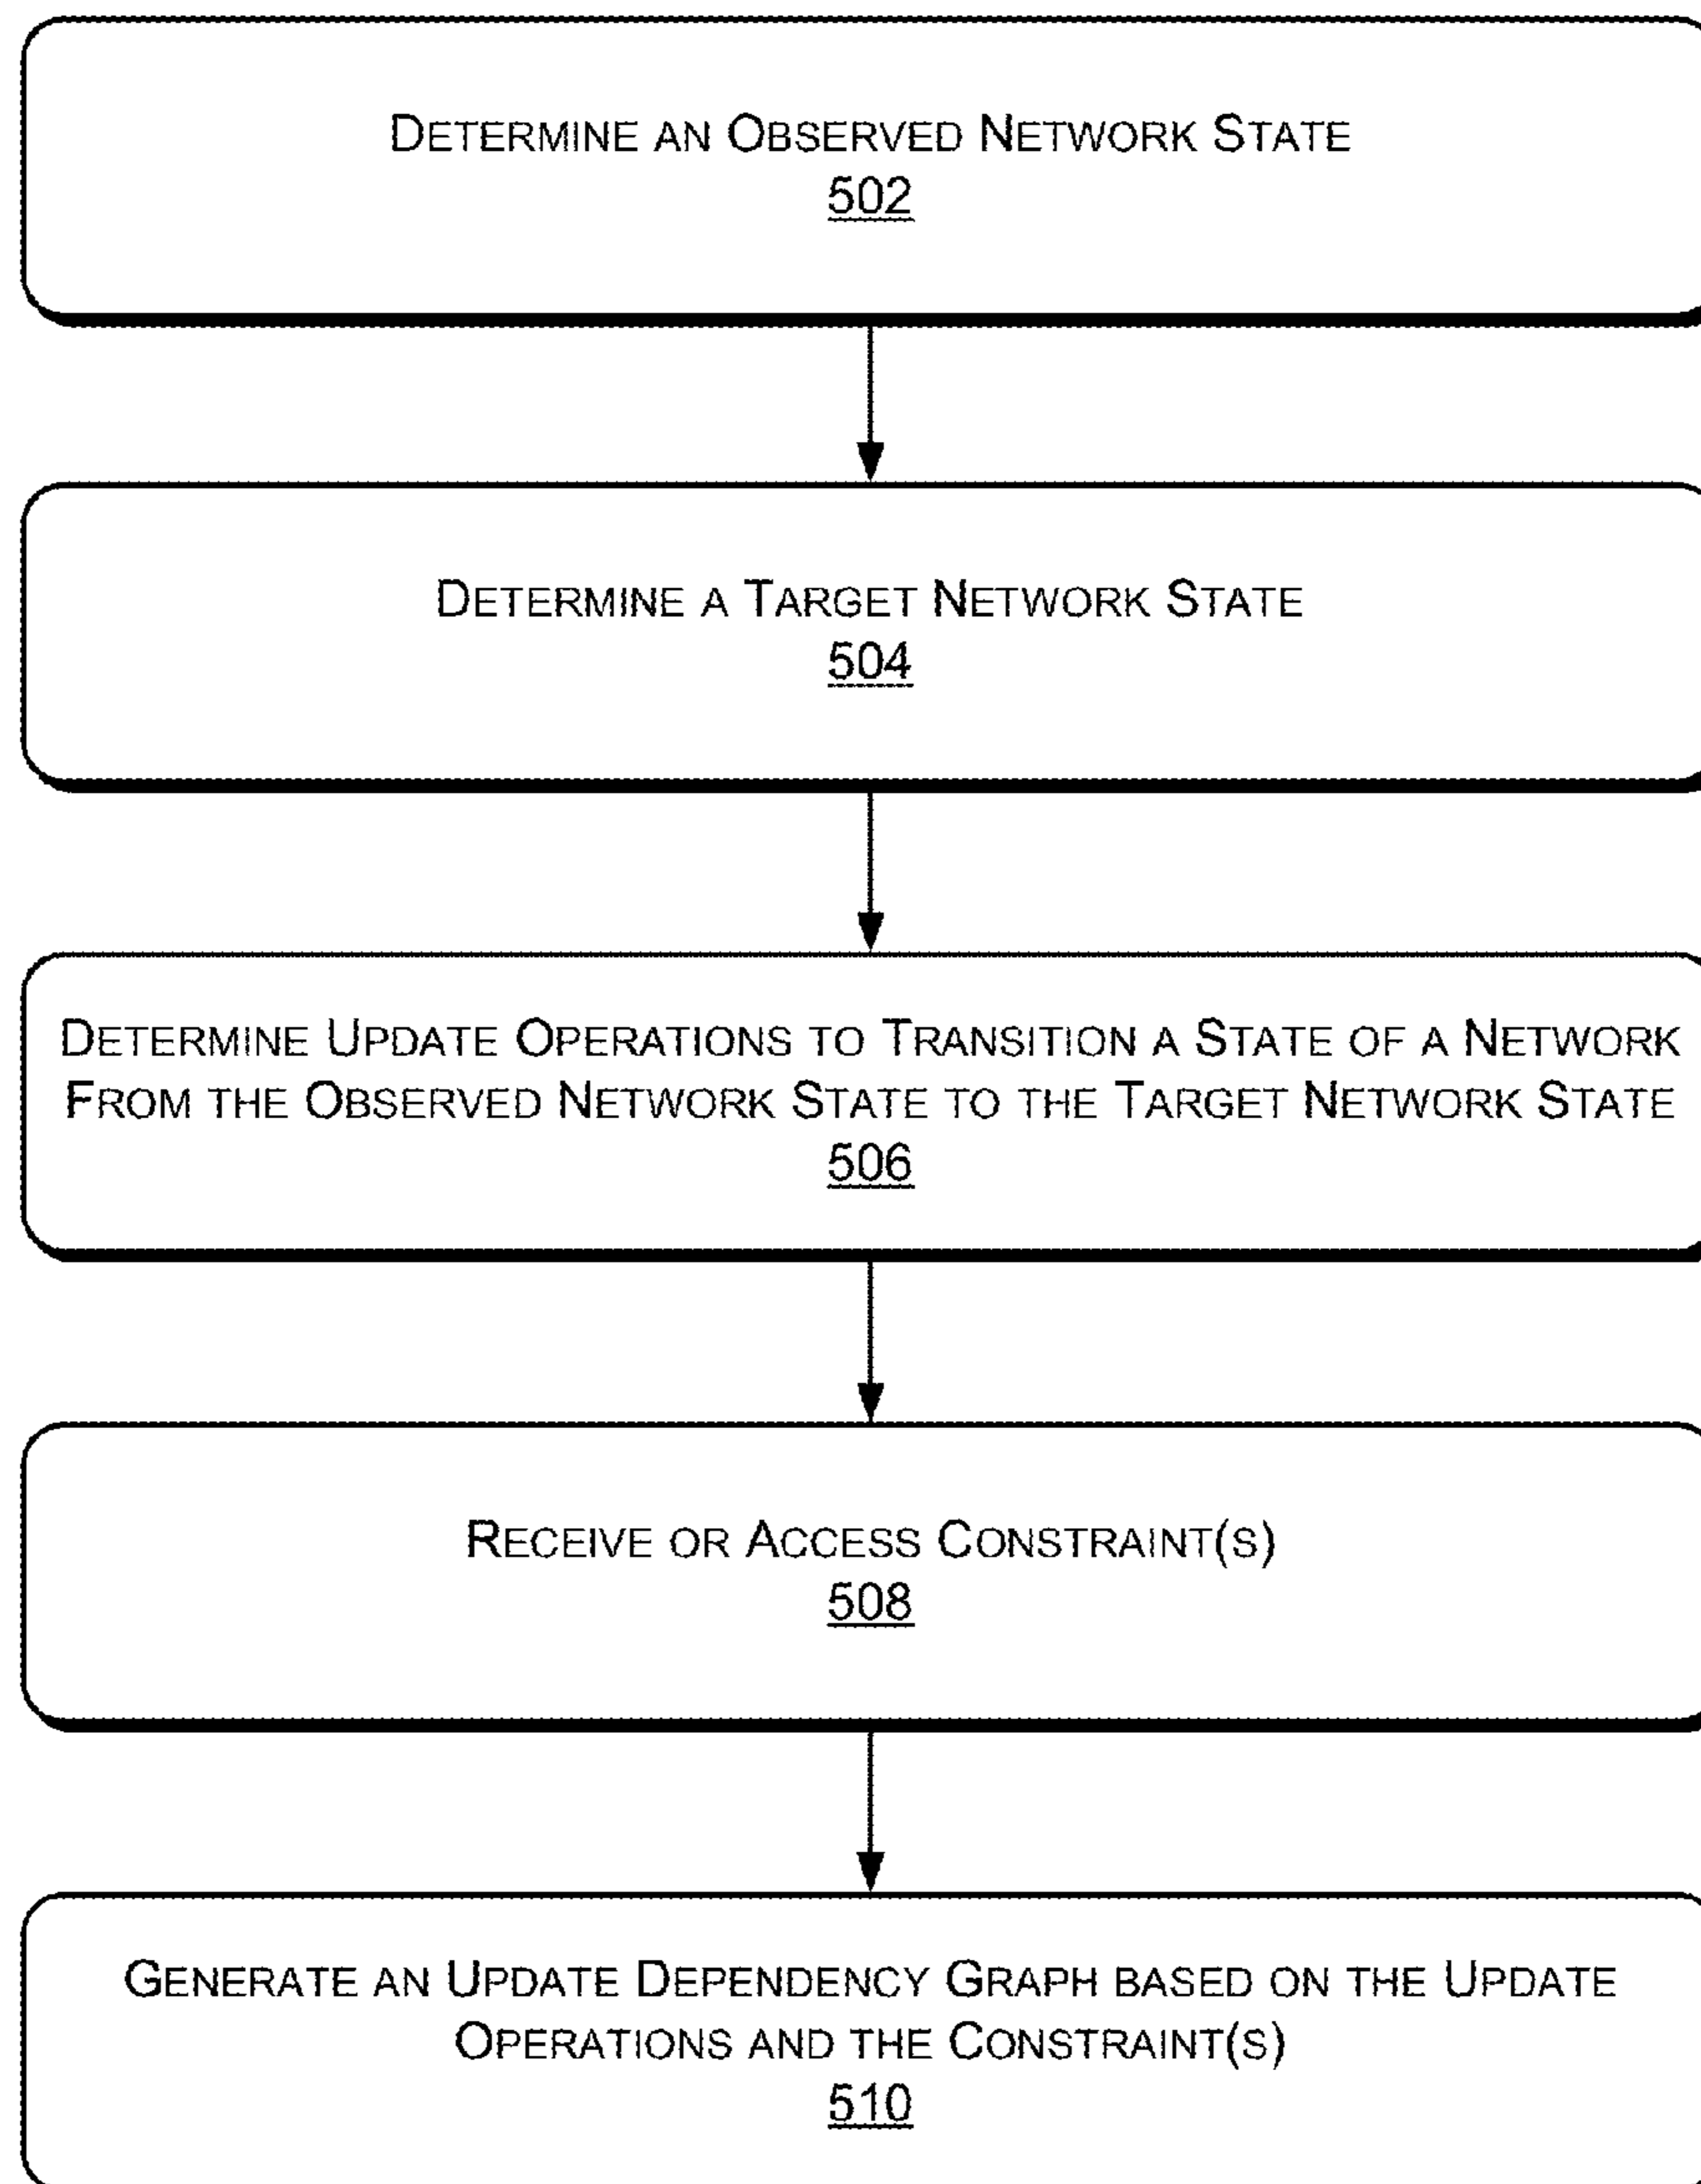 DETERMINE AN OBSERVED NETWORK STATE
502
DETERMINE A TARGET NETWORK STATE
504
DETERMINE UPDATE OPERATIONS TO TRANSITION A STATE OF A NETWORK
FROM THE OBSERVED NETWORK STATE TO THE TARGET NETWORK STATE
506
RECEIVE OR ACCESS CONSTRAINT(S)
508
GENERATE AN UPDATE DEPENDENCY GRAPH BASED ON THE UPDATE
OPERATIONS AND THE CONSTRAINT(S)
510